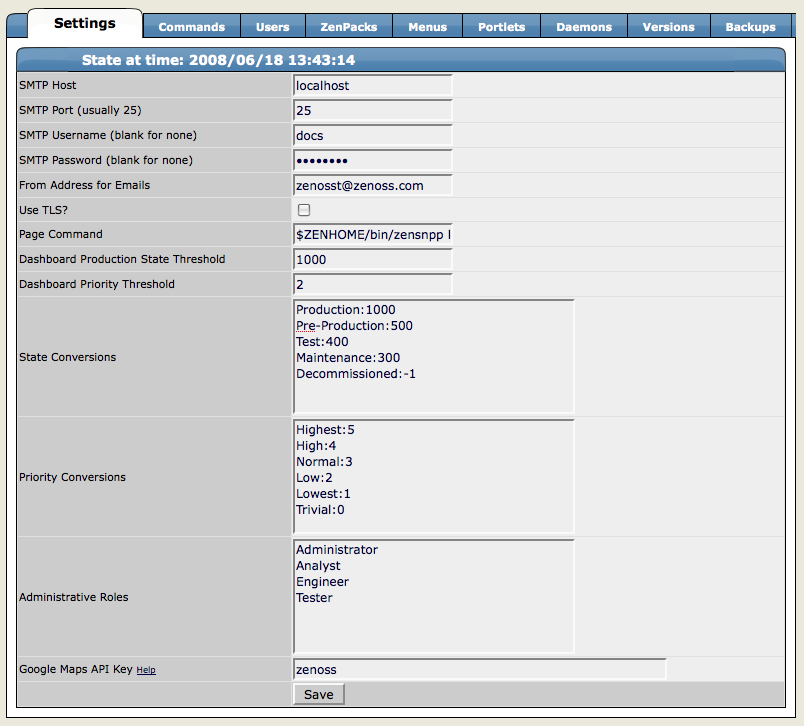 Settings Commands Users ZenPacks Menus Portlets Daemons Versions Backups
State at time: 2008/06/18 13:43:14
SMTP Host localhost
SMTP Port (usually 25) 25
SMTP Username (blank for none) docs
SMTP Password (blank for none) ••••••••
From Address for Emails zenosst@zenoss.com
Use TLS?
Page Command $ZENHOME/bin/zensnpp l
Dashboard Production State Threshold 1000
Dashboard Priority Threshold 2
State Conversions
Production:1000
Pre-Production:500
Test:400
Maintenance:300
Decommissioned:-1
Priority Conversions
Highest:5
High:4
Normal:3
Low:2
Lowest:1
Trivial:0
Administrative Roles
Administrator
Analyst
Engineer
Tester
Google Maps API Key Help zenoss
Save